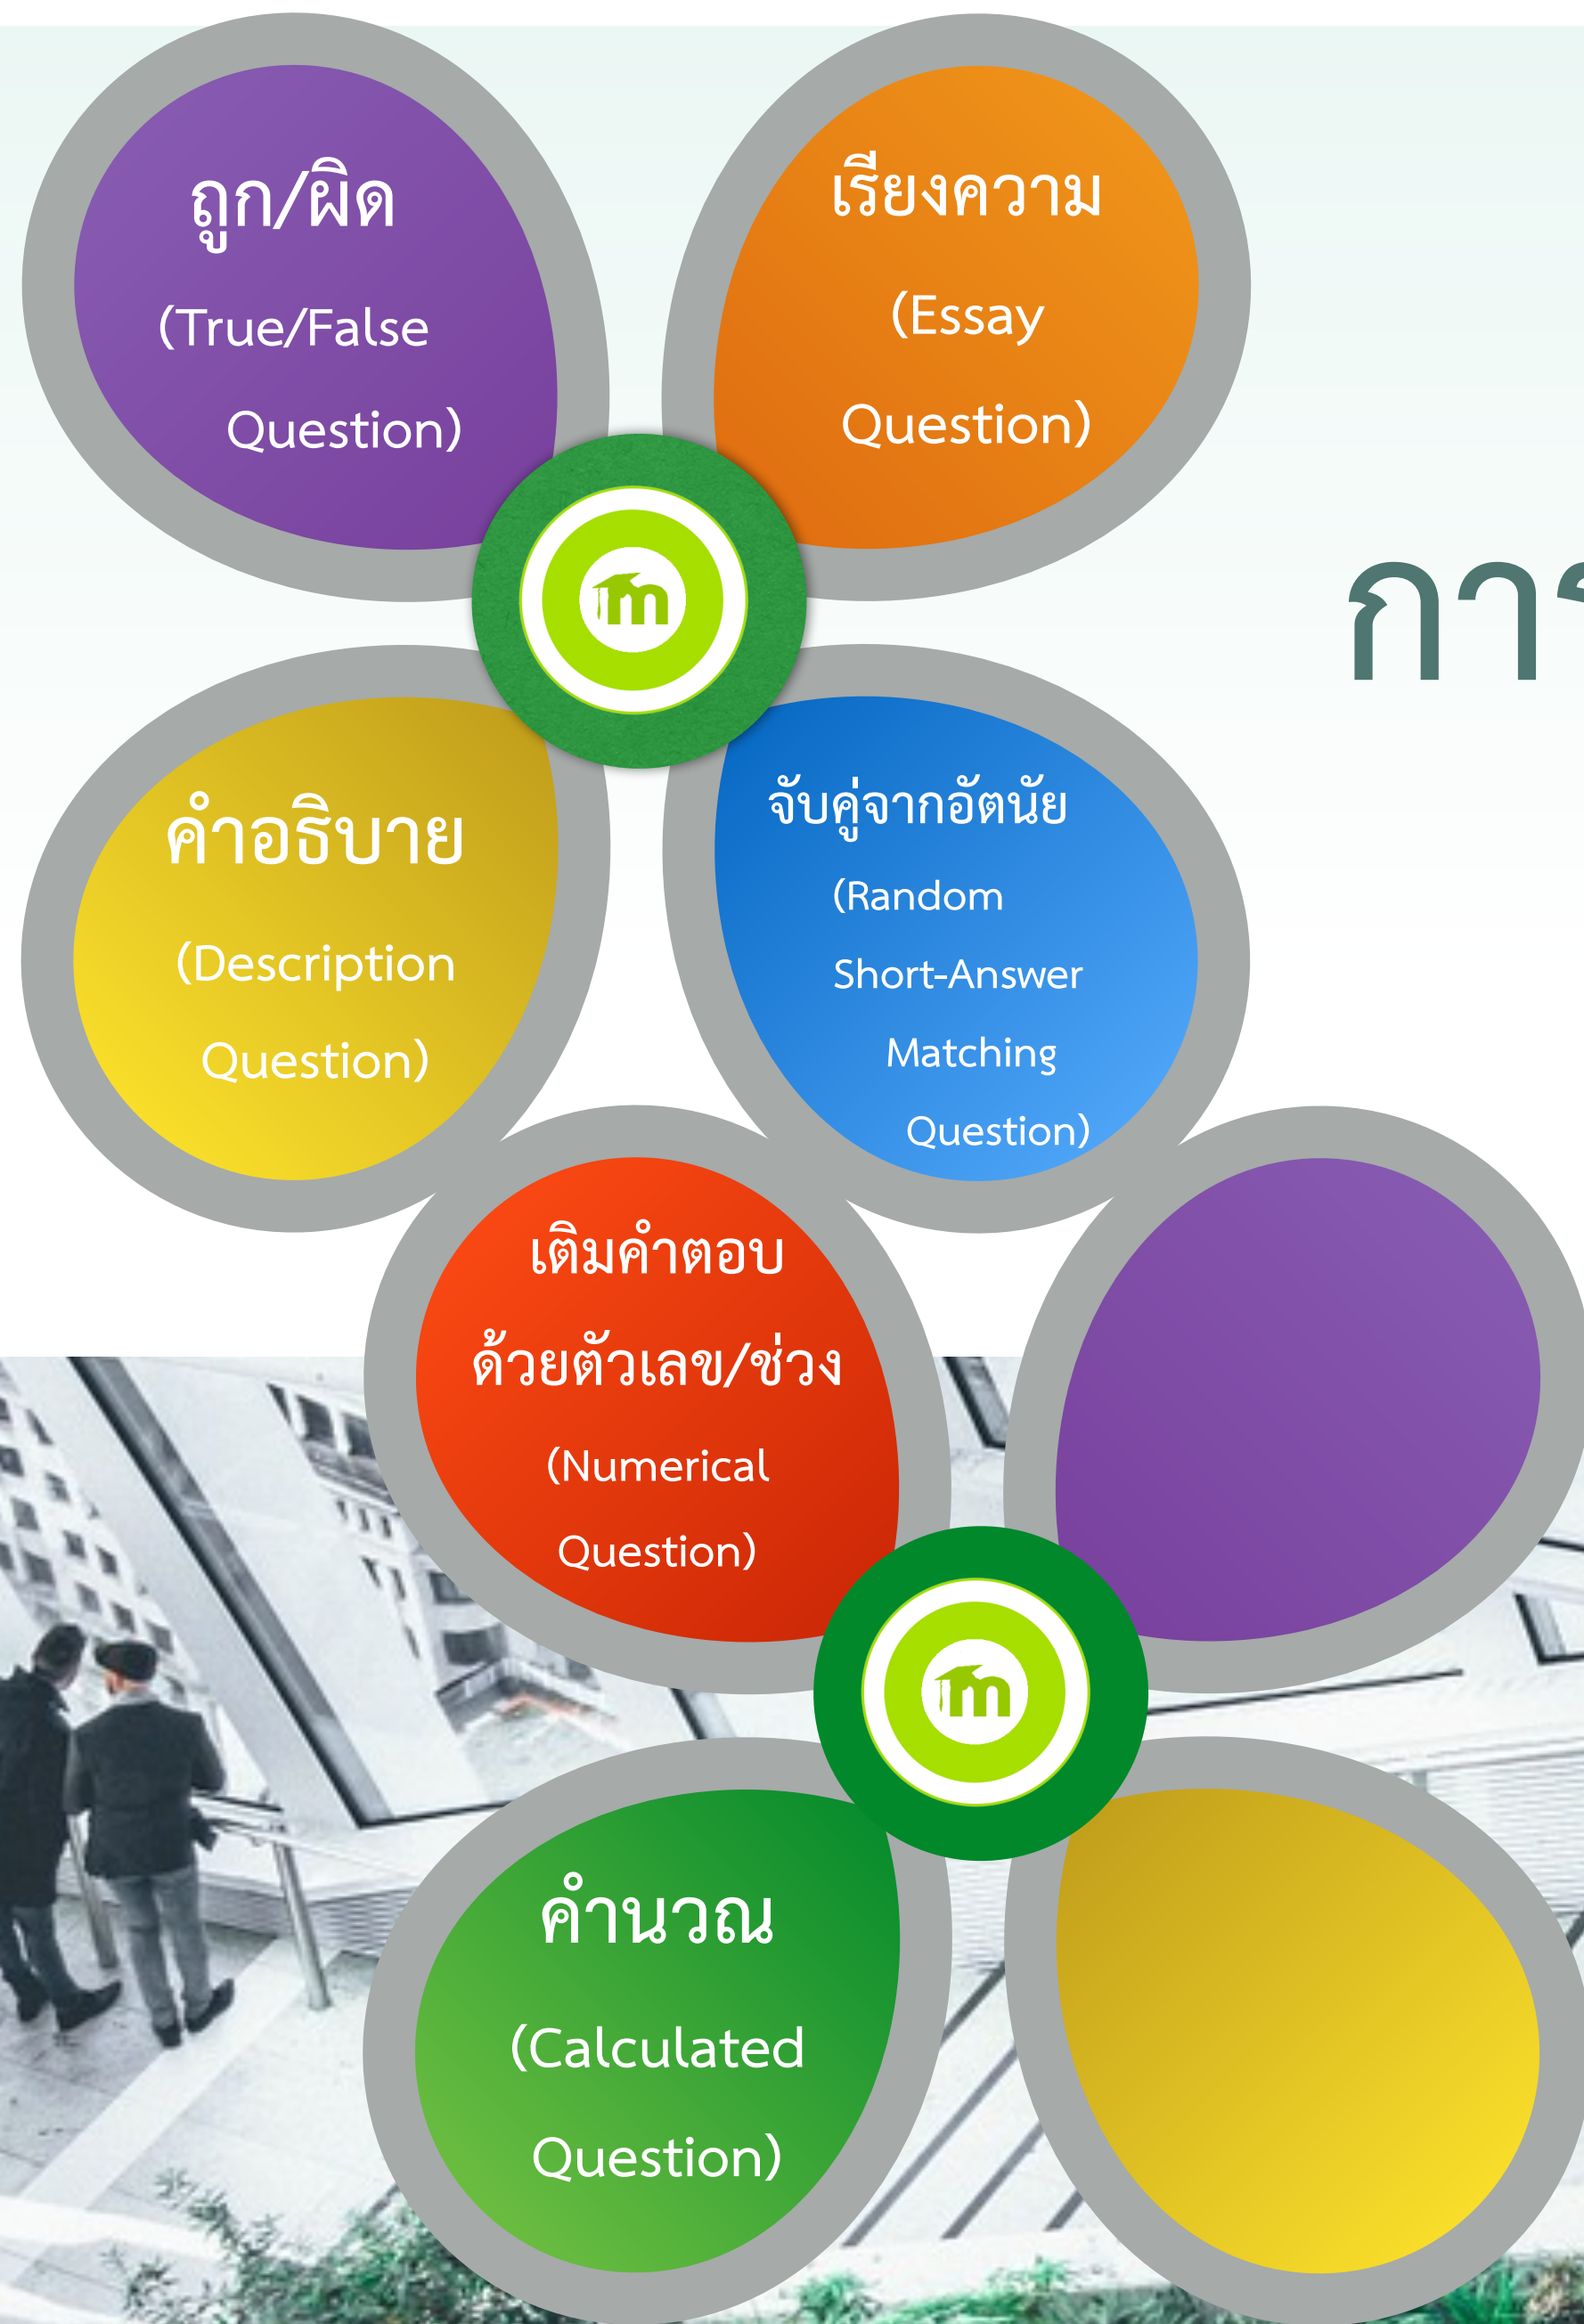 ถูก/ผิด
(True/False
Question)
เรียงความ
(Essay
Question)
การ
คำอธิบาย
(Description
Question)
จับคู่จากอัตนัย
(Random
Short-Answer
Matching
Question)
เติมคำตอบ
ด้วยตัวเลข/ช่วง
(Numerical
Question)
คำนวณ
(Calculated
Question)